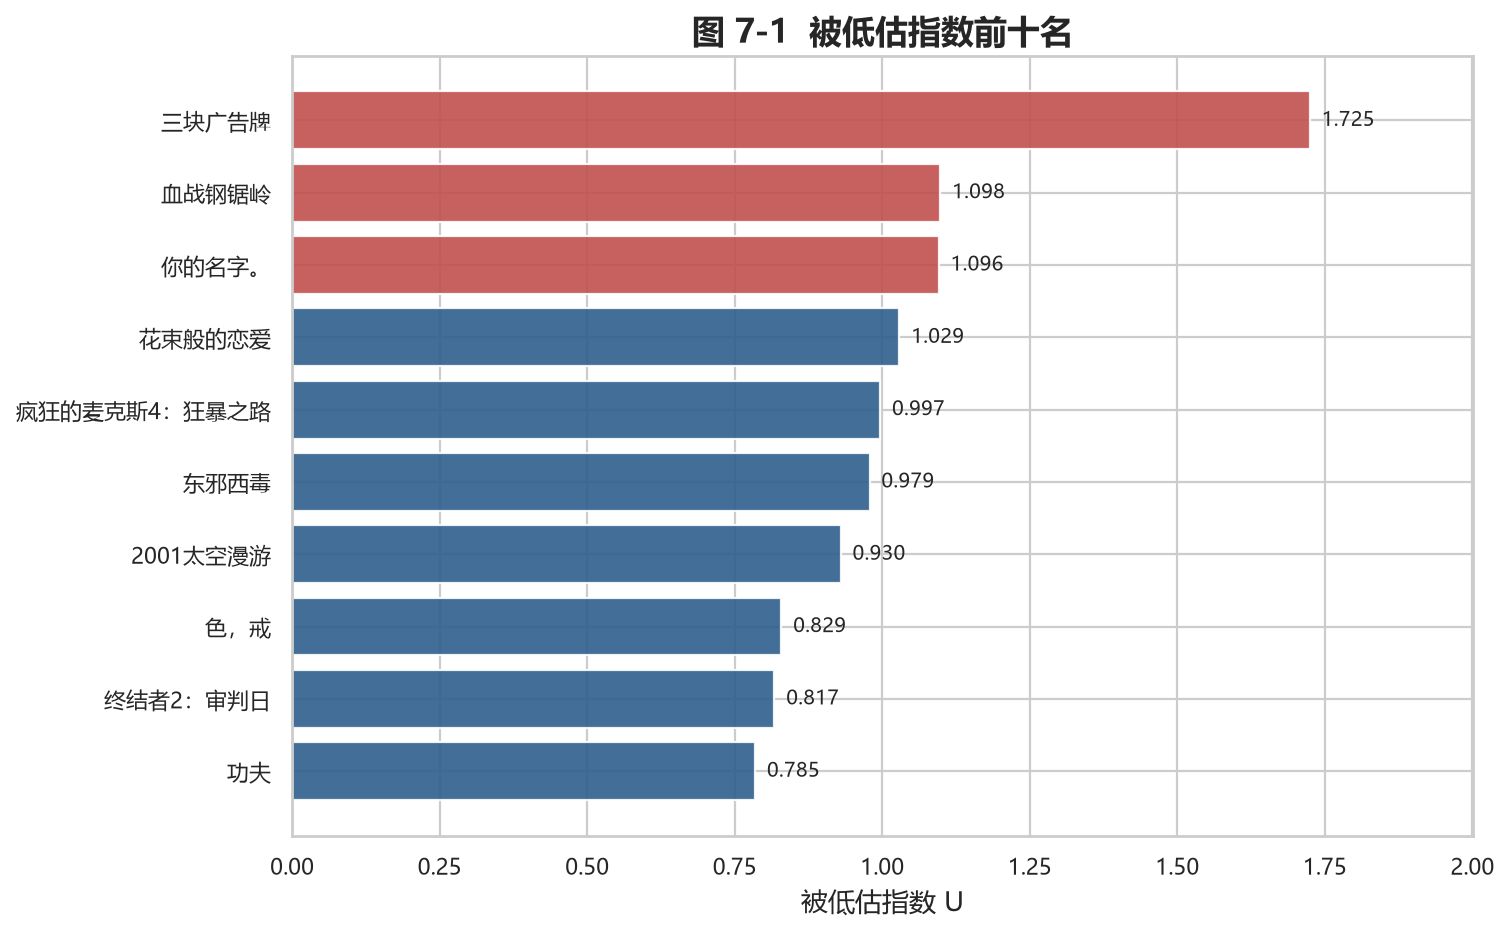 图 7-1 被低估指数前十名
三块广告牌 1.725
血战钢锯岭 1.098
你的名字。 1.096
花束般的恋爱 1.029
疯狂的麦克斯4：狂暴之路 0.997
东邪西毒 0.979
2001太空漫游 0.930
色，戒 0.829
终结者2：审判日 0.817
功夫 0.785
0.00 0.25 0.50 0.75 1.00 1.25 1.50 1.75 2.00
被低估指数 U